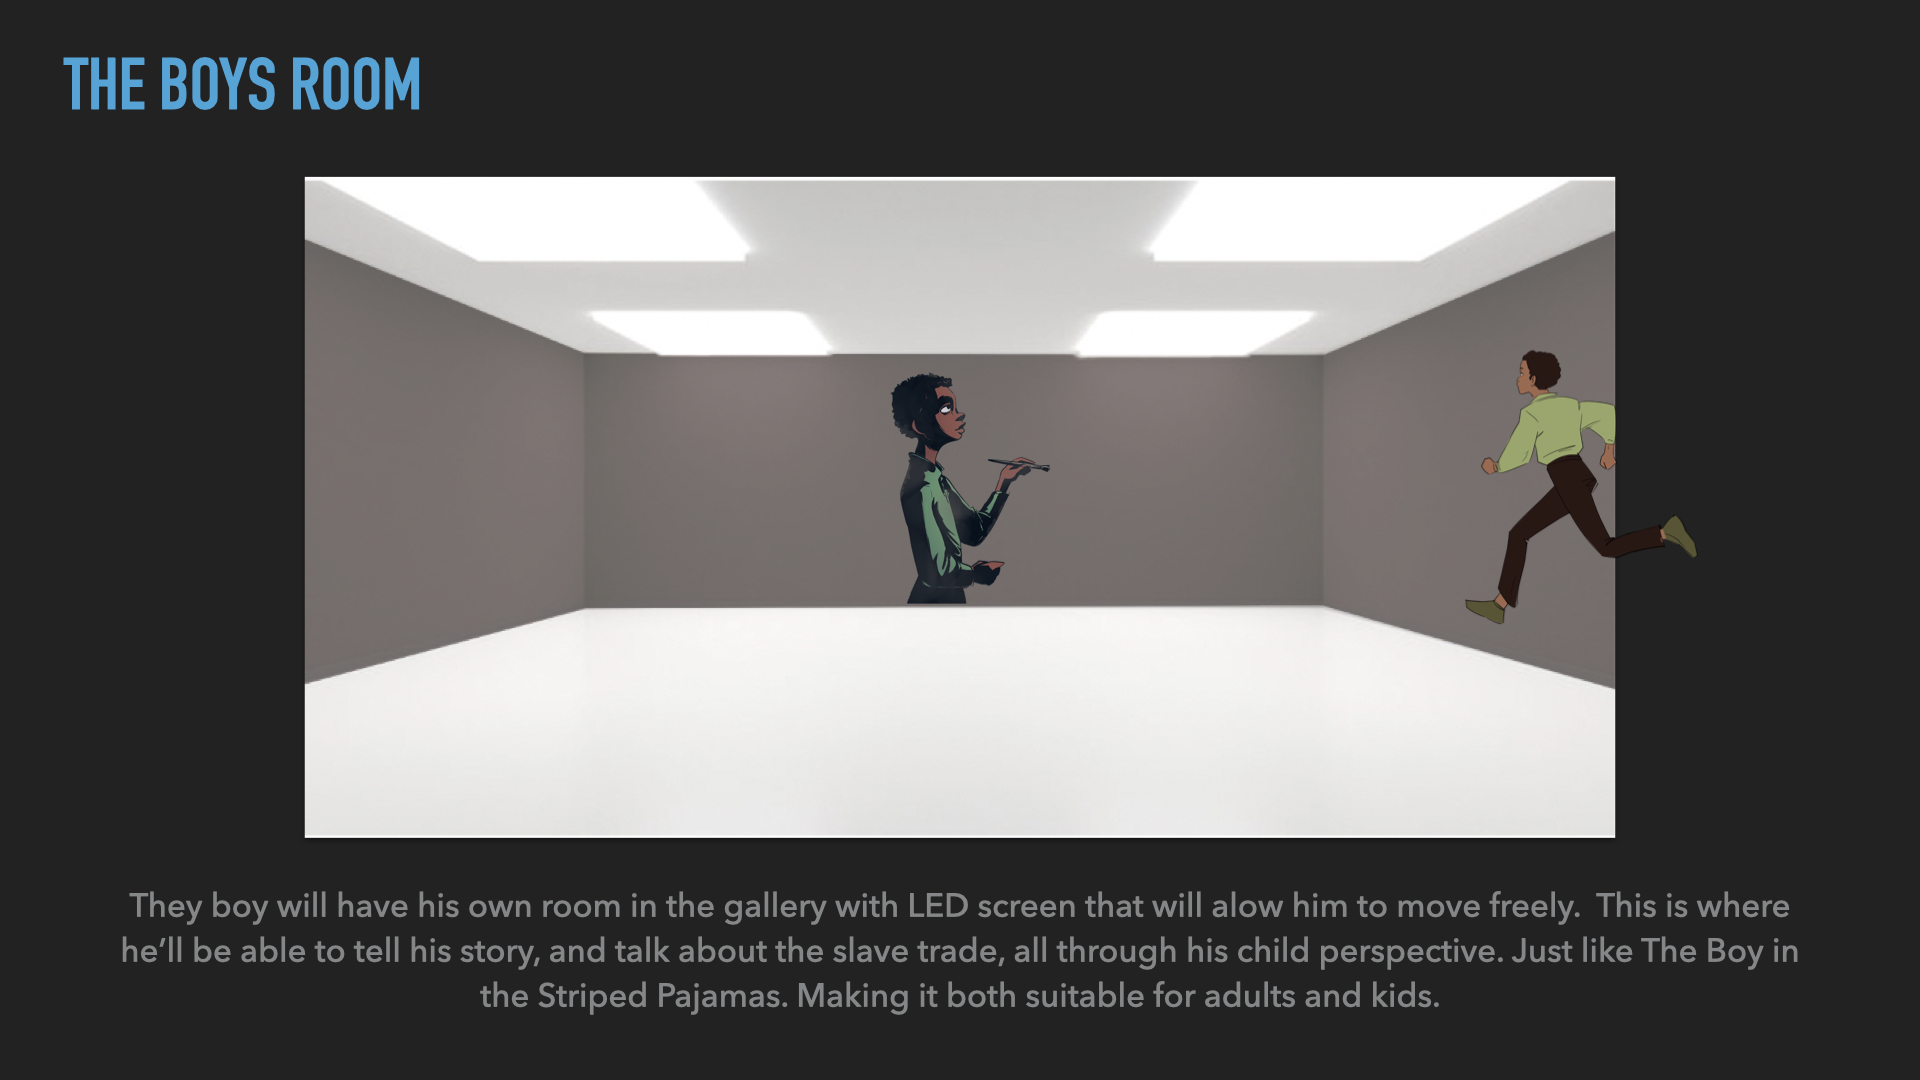 THE BOYS ROOM
They boy will have his own room in the gallery with LED screen that will alow him to move freely.  This is where
he’ll be able to tell his story, and talk about the slave trade, all through his child perspective. Just like The Boy in
the Striped Pajamas. Making it both suitable for adults and kids.